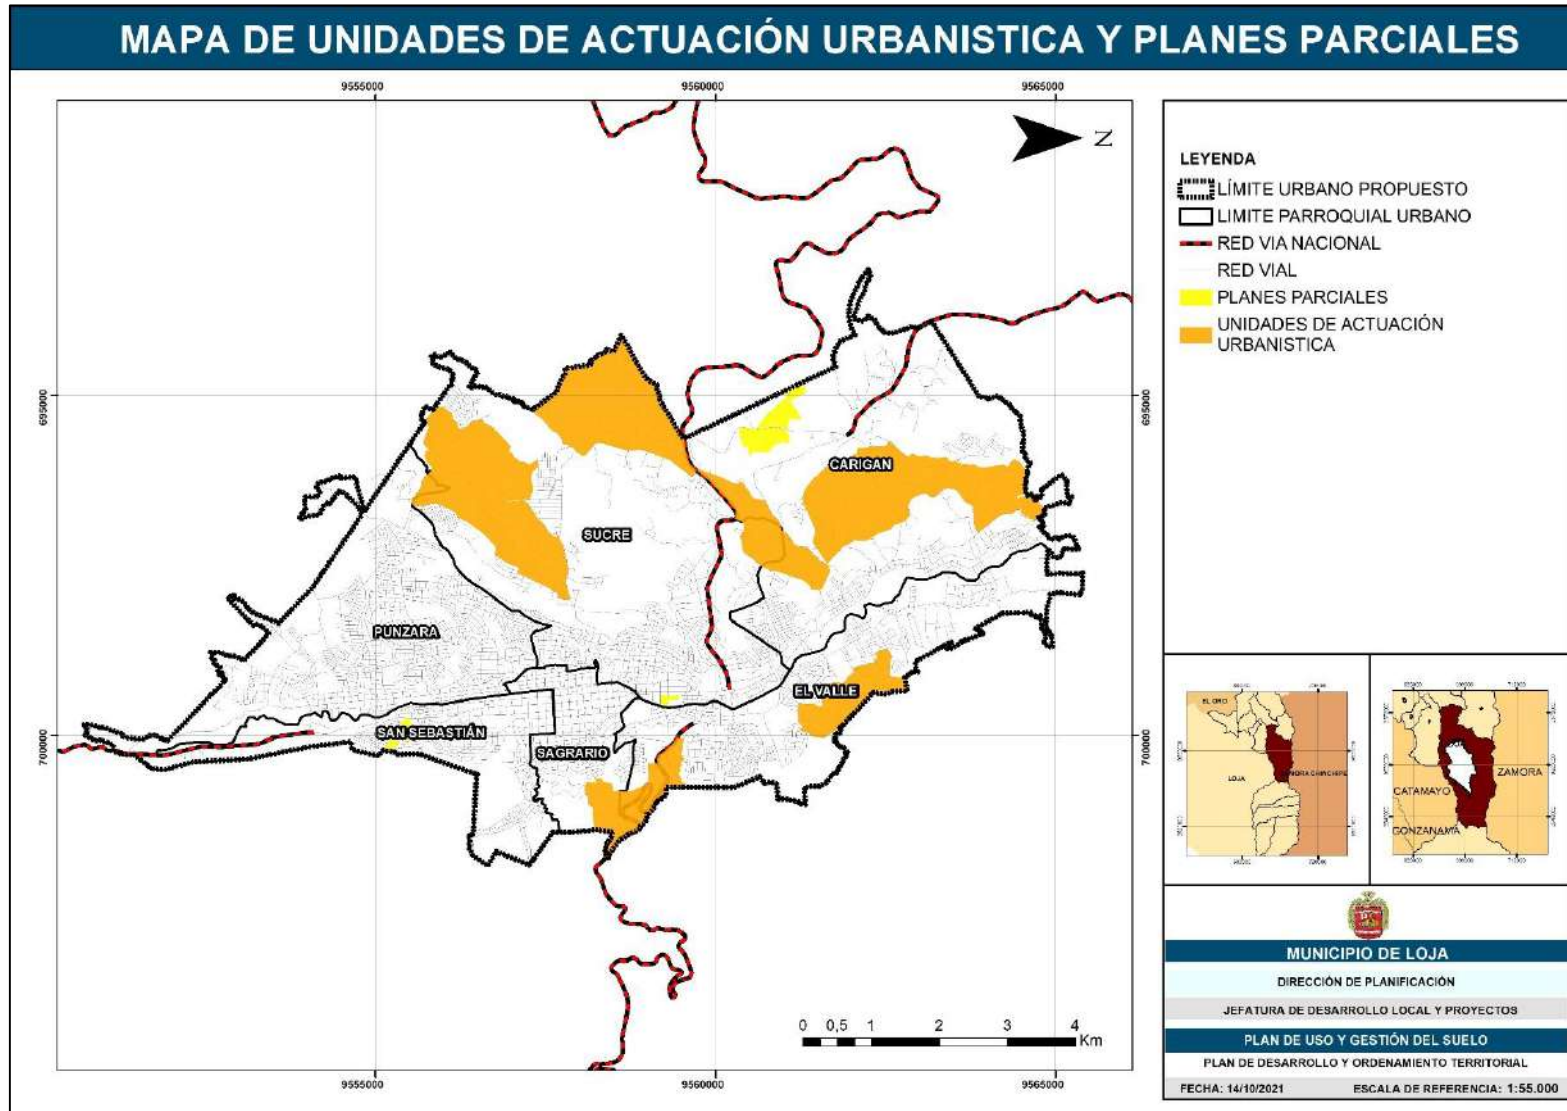 MAPA DE UNIDADES DE ACTUACIÓN URBANISTICA Y PLANES PARCIALES
9555000
9560000
9565000
N
695000
695000
CARIGAN
SUCRE
PUNZARA
EL VALLE
SAN SEBASTIÁN
SAGRARIO
700000
700000
0 0,5 1 2 3 4
Km
9555000
9560000
9565000
LEYENDA
LÍMITE URBANO PROPUESTO
LIMITE PARROQUIAL URBANO
RED VIA NACIONAL
RED VIAL
PLANES PARCIALES
UNIDADES DE ACTUACIÓN
URBANISTICA
EL ORO
LOJA
ZAMORA
CATAMAYO
GONZANAMÁ
MUNICIPIO DE LOJA
DIRECCIÓN DE PLANIFICACIÓN
JEFATURA DE DESARROLLO LOCAL Y PROYECTOS
PLAN DE USO Y GESTIÓN DEL SUELO
PLAN DE DESARROLLO Y ORDENAMIENTO TERRITORIAL
FECHA: 14/10/2021 ESCALA DE REFERENCIA: 1:55.000